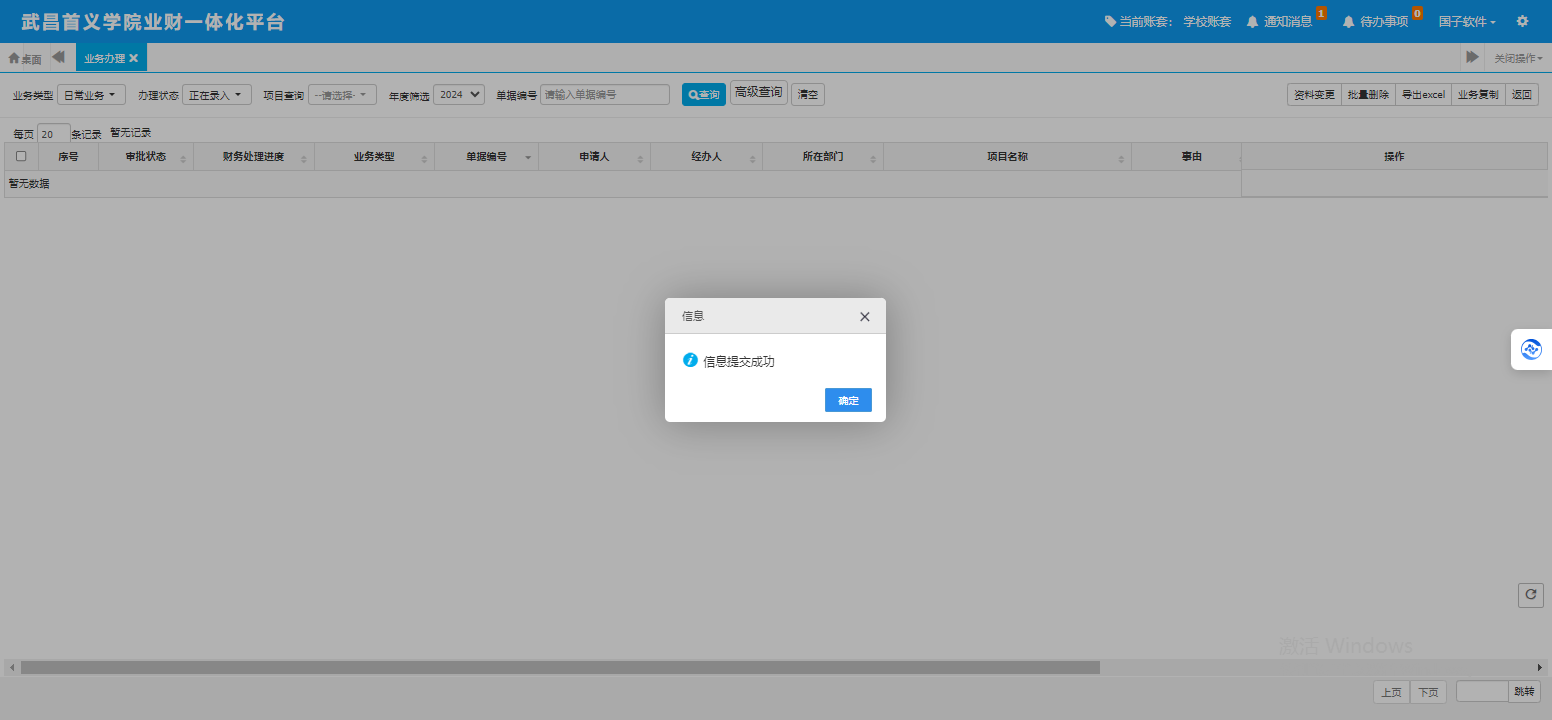 武昌首义学院业财一体化平台
当前账套： 学校账套 通知消息 1 待办事项 0 国子软件
桌面 业务办理 关闭操作
业务类型 日常业务 办理状态 正在录入 项目查询 --请选择- 年度筛选 2024 单据编号 请输入单据编号 查询 高级查询 清空 资料变更 批量删除 导出excel 业务复制 返回
每页 20 条记录 暂无记录
序号 审批状态 财务处理进度 业务类型 单据编号 申请人 经办人 所在部门 项目名称 事由 操作
暂无数据
信息
信息提交成功
确定
激活 Windows
上页 下页 跳转